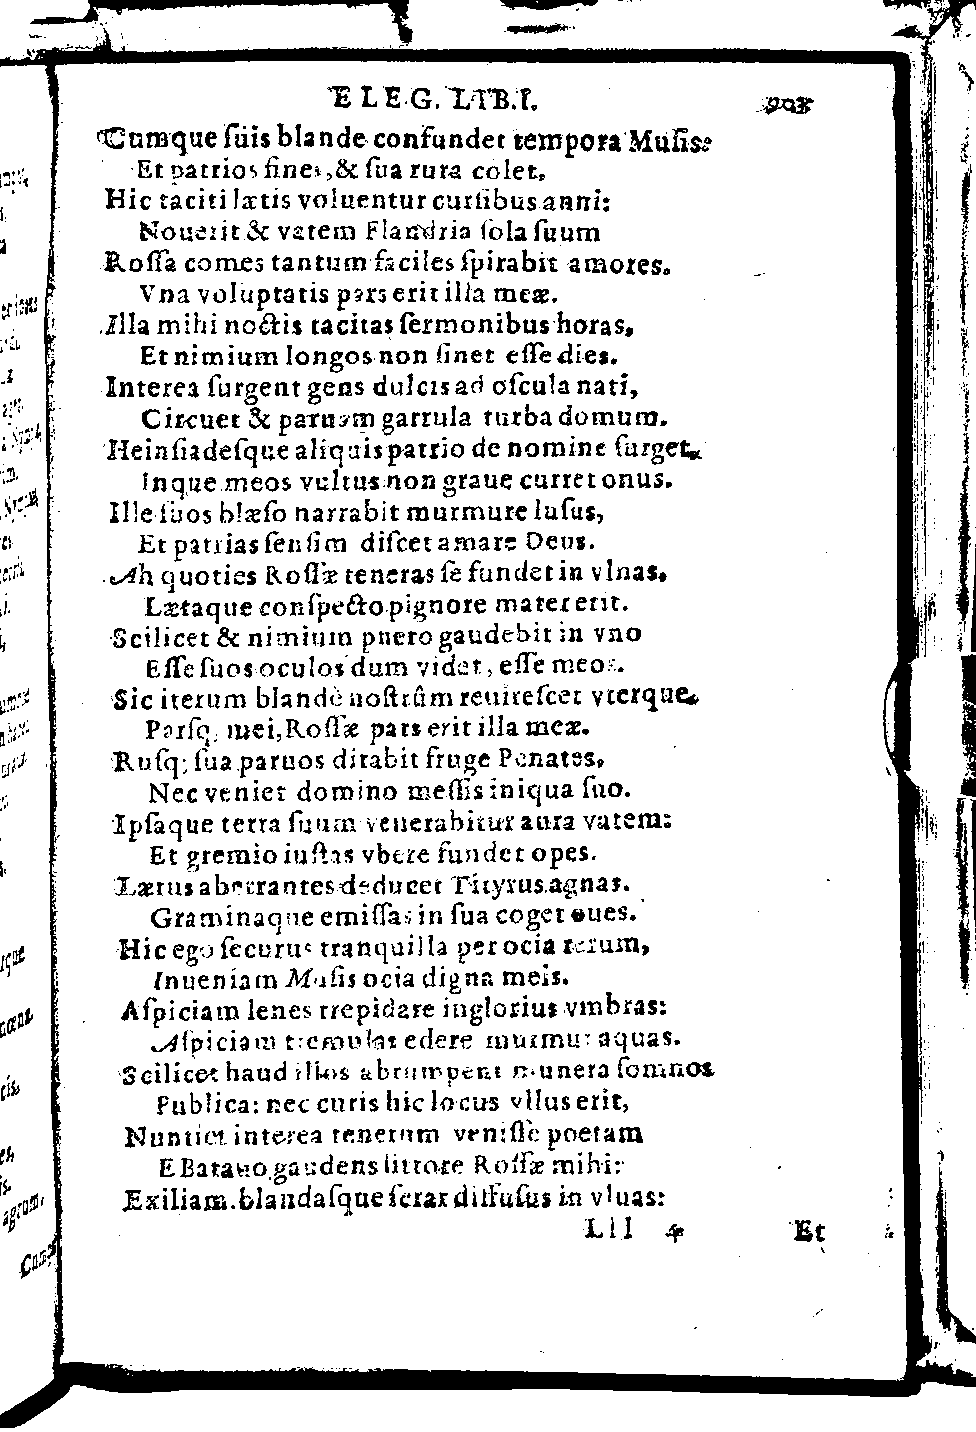 ELEG. LIB. I.
Cumque suis blande confundet tempora Musis:
Et patrios fines, & sua rura colet,
Hic taciti lætis voluentur cursibus anni:
Nouerit & vatem Flandria sola suum
Rossa comes tantum faciles spirabit amores.
Vna voluptatis pars erit illa meæ.
Illa mihi noctis tacitas sermonibus horas,
Et nimium longos non sinet esse dies.
Interea surgent gens dulcis ad oscula nati,
Circuet & paruam garrula turba domum.
Heinsiadesque aliquis patrio de nomine surget,
Inque meos vultus non graue curret onus.
Ille suos blæso narrabit murmure lusus,
Et patrias sensim discet amare Deus.
Ah quoties Rossæ teneras se fundet in vlnas,
Lætaque conspecto pignore mater erit.
Scilicet & nimium puero gaudebit in vno
Esse suos oculos dum videt, esse meos.
Sic iterum blandè nostrûm reuirescet vterque,
Parsq; mei, Rossæ pars erit illa meæ.
Rusq; sua paruos ditabit fruge Penates,
Nec veniet domino messis iniqua suo.
Ipsaque terra suum venerabitur aura vatem:
Et gremio iustas vbere fundet opes.
Lætus aberrantes deducet Tityrus agnas.
Graminaque emissas in sua coget oues.
Hic ego securus tranquilla per ocia rerum,
Inueniam Musis ocia digna meis.
Aspiciam lenes trepidare inglorius vmbras:
Aspiciam tremulas edere murmur aquas.
Scilicet haud illos abrumpent munera somnos
Publica: nec curis hic locus vllus erit,
Nuntiet interea tenerum venisse poetam
E Batauo gaudens littore Rossæ mihi:
Exiliam blandasque ferar diffusus in vluas:
Lll 4 Et